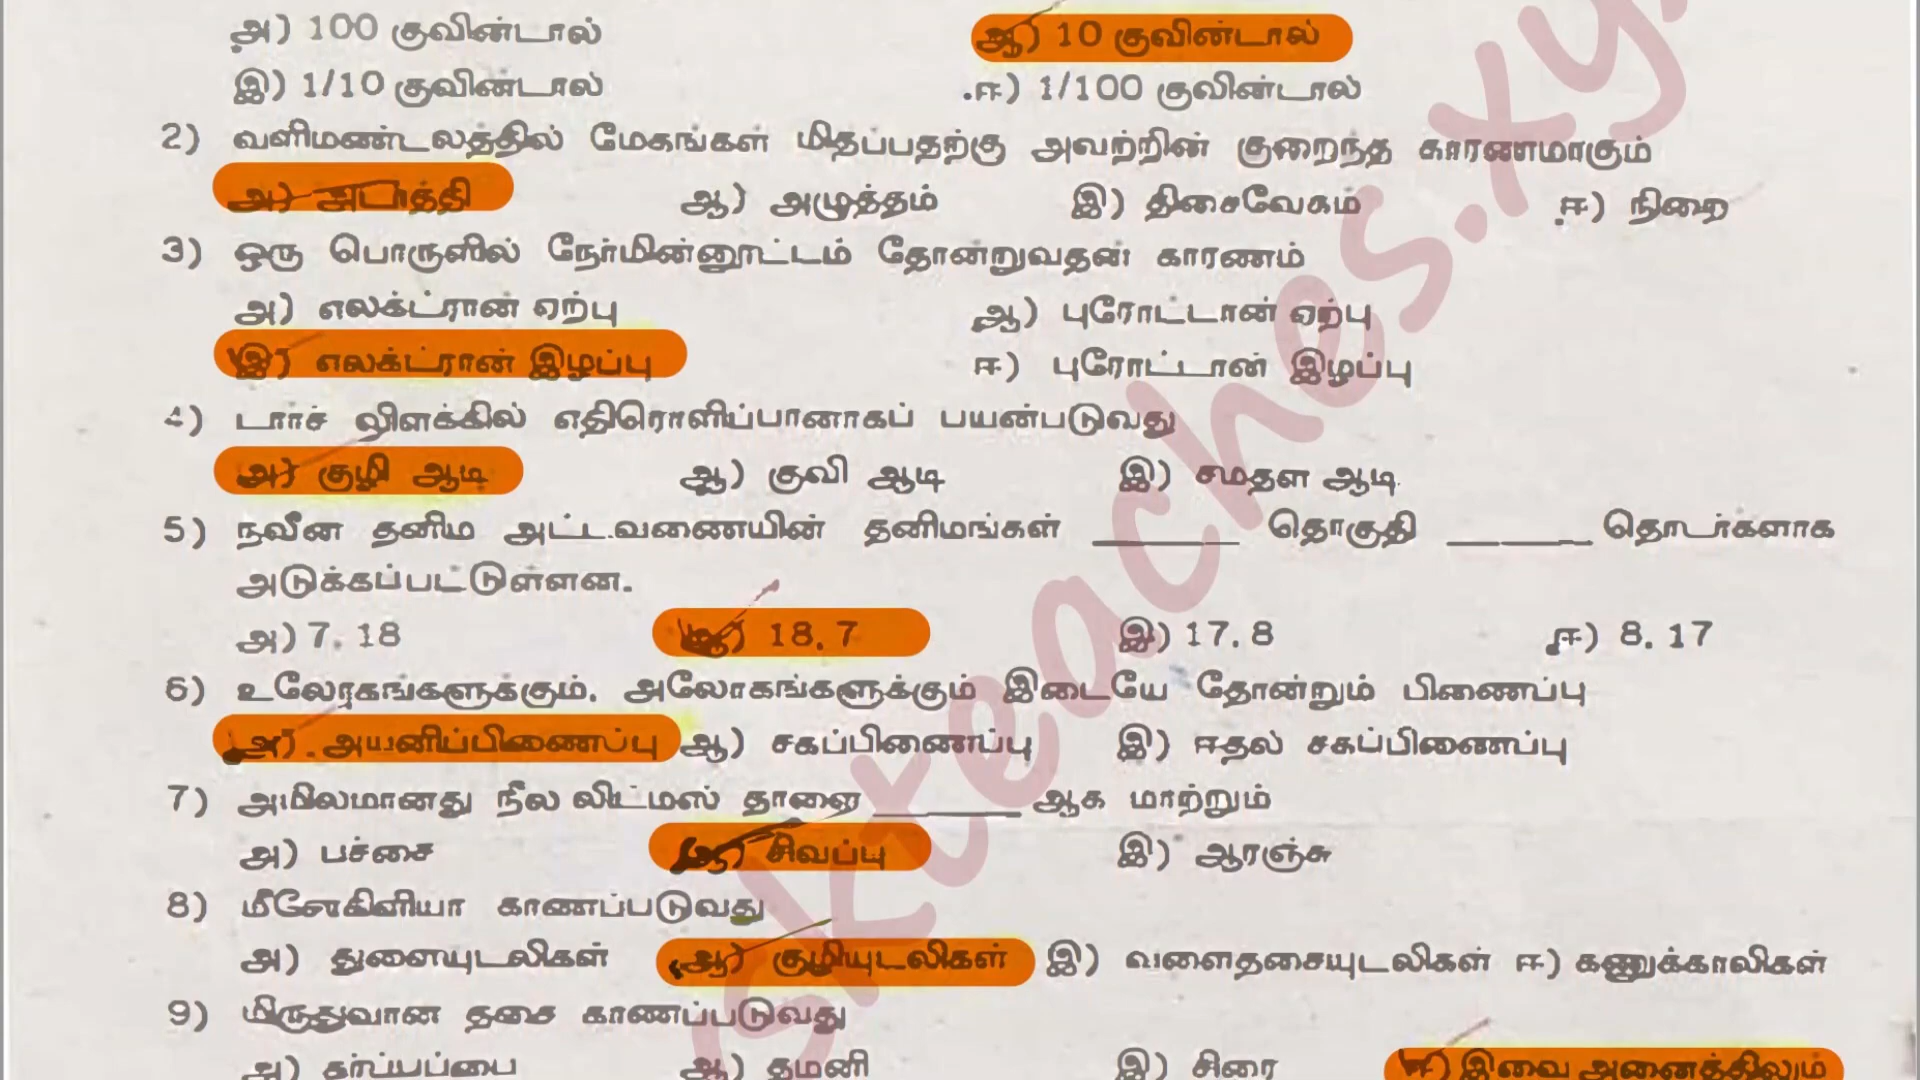 அ) 100 குவின்டால் ஆ) 10 குவின்டால்
இ) 1/10 குவின்டால் ஈ) 1/100 குவின்டால்
2) வளிமண்டலத்தில் மேகங்கள் மிதப்பதற்கு அவற்றின் குறைந்த காரணமாகும்
அ) அடர்த்தி ஆ) அழுத்தம் இ) திசைவேகம் ஈ) நிறை
3) ஒரு பொருளில் நேர்மின்னூட்டம் தோன்றுவதன் காரணம்
அ) எலக்ட்ரான் ஏற்பு ஆ) புரோட்டான் ஏற்பு
இ) எலக்ட்ரான் இழப்பு ஈ) புரோட்டான் இழப்பு
4) டார்ச் விளக்கில் எதிரொளிப்பானாகப் பயன்படுவது
அ) குழி ஆடி ஆ) குவி ஆடி இ) சமதள ஆடி
5) நவீன தனிம அட்டவணையின் தனிமங்கள் ______ தொகுதி ______ தொடர்களாக
அடுக்கப்பட்டுள்ளன.
அ) 7, 18 ஆ) 18, 7 இ) 17, 8 ஈ) 8, 17
6) உலோகங்களுக்கும், அலோகங்களுக்கும் இடையே தோன்றும் பிணைப்பு
அ) அயனிப்பிணைப்பு ஆ) சகப்பிணைப்பு இ) ஈதல் சகப்பிணைப்பு
7) அமிலமானது நீல லிட்மஸ் தாளை ______ ஆக மாற்றும்
அ) பச்சை ஆ) சிவப்பு இ) ஆரஞ்சு
8) மீஸோகிளியா காணப்படுவது
அ) துளையுடலிகள் ஆ) குழியுடலிகள் இ) வளைதசையுடலிகள் ஈ) கணுக்காலிகள்
9) மிருதுவான தசை காணப்படுவது
அ) கர்ப்பப்பை ஆ) தமனி இ) சிரை ஈ) இவை அனைத்திலும்